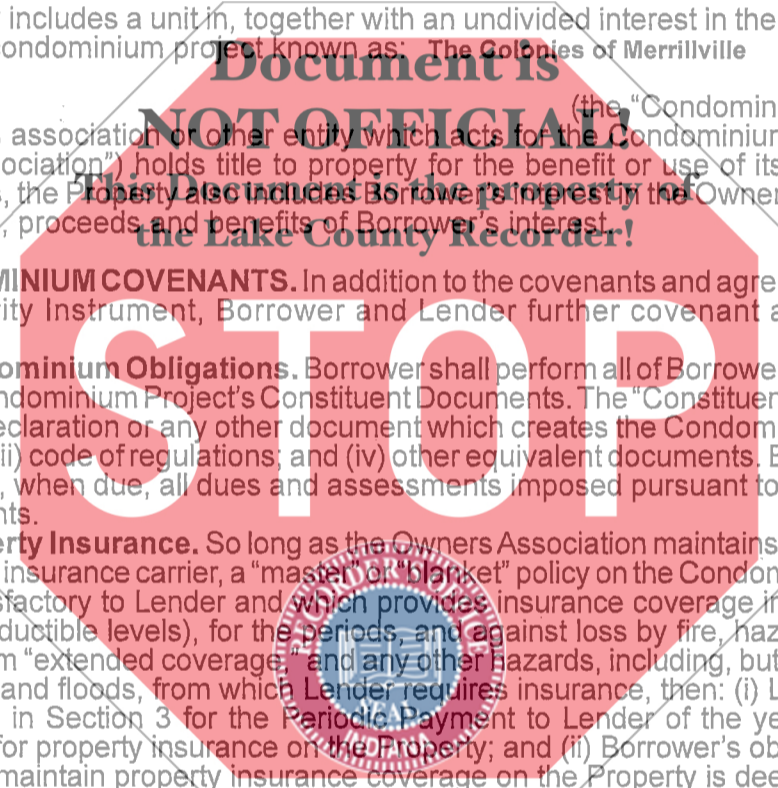 includes a unit in, together with an undivided interest in the
ondominium project known as: The Colonies of Merrillville
Document is
(the “Condomin
NOT OFFICIAL!
association or other entity which acts for the Condominium
ociation”) holds title to property for the benefit or use of its
This Document is the property of
, the Property also includes Borrower’s interest in the Owner
, proceeds and benefits of Borrower’s interest.
the Lake County Recorder!
MINIUM COVENANTS. In addition to the covenants and agre
ity Instrument, Borrower and Lender further covenant a
STOP
ominium Obligations. Borrower shall perform all of Borrowe
ndominium Project’s Constituent Documents. The “Constituen
eclaration or any other document which creates the Condom
ii) code of regulations; and (iv) other equivalent documents. B
, when due, all dues and assessments imposed pursuant to
nts.
erty Insurance. So long as the Owners Association maintains
insurance carrier, a “master” or “blanket” policy on the Condom
sfactory to Lender and which provides insurance coverage i
ductible levels), for the periods, and against loss by fire, haz
m “extended coverage,” and any other hazards, including, but
and floods, from which Lender requires insurance, then: (i) L
in Section 3 for the Periodic Payment to Lender of the ye
for property insurance on the Property; and (ii) Borrower’s ob
maintain property insurance coverage on the Property is dee
RECORDER'S OFFICE
SEAL
INDIANA